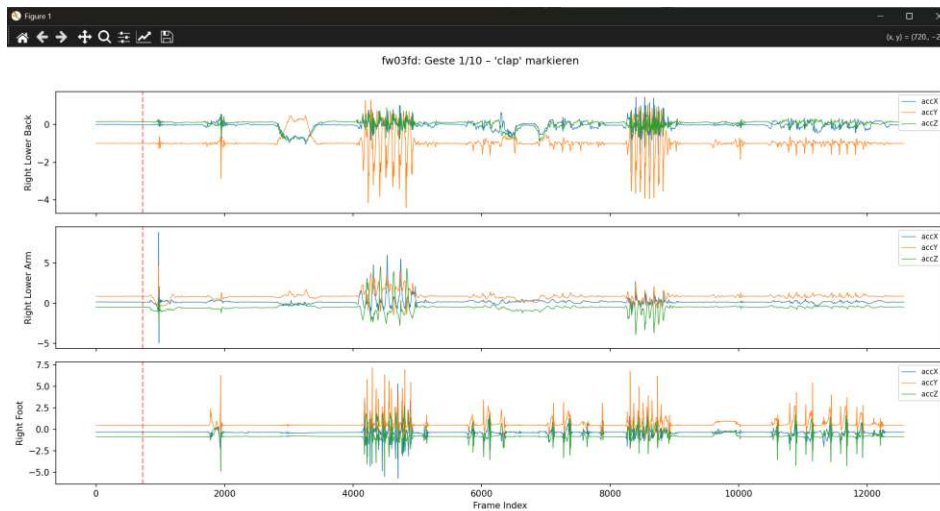 Figure 1
(x, y) = (720., -2
fw03fd: Geste 1/10 – 'clap' markieren
Right Lower Back
0
−2
−4
accX
accY
accZ
Right Lower Arm
5
0
−5
accX
accY
accZ
Right Foot
7.5
5.0
2.5
0.0
−2.5
−5.0
accX
accY
accZ
0 2000 4000 6000 8000 10000 12000
Frame Index